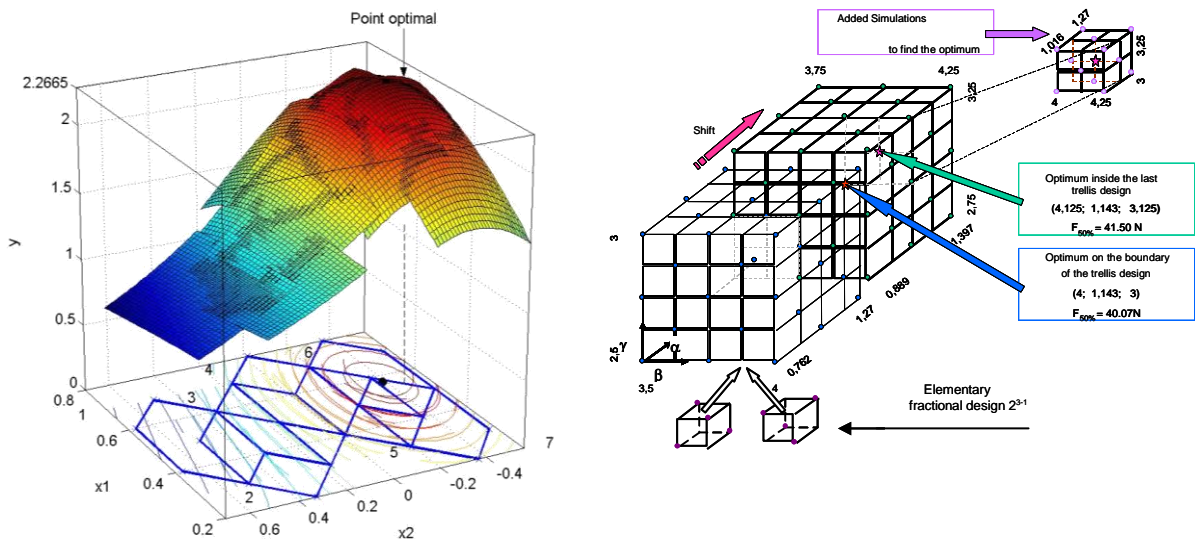 Point optimal
2.2665
2
1.5
1
0.5
0
y
0.8
1
0.6
0.4
0.2
x1
0.6
0.4
0.2
0
-0.2
-0.4
x2
2
3
4
5
6
7
Added Simulations
to find the optimum
1,27
1,016
3,25
3
4
4,25
3,75
4,25
3,25
Shift
2,75
1,397
0,889
1,27
0,762
3
2,5
γ
α
β
3,5
4
Optimum inside the last
trellis design
(4,125; 1,143; 3,125)
F50% = 41.50 N
Optimum on the boundary
of the trellis design
(4; 1,143; 3)
F50% = 40.07N
Elementary
fractional design 2³⁻¹